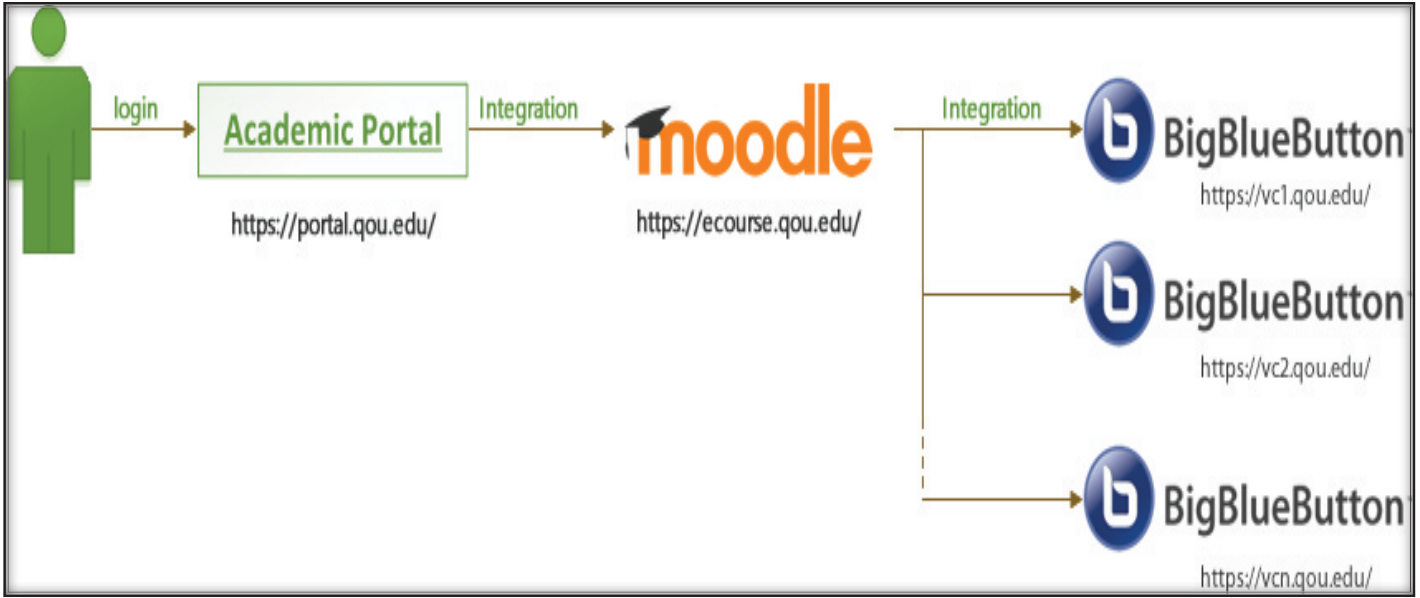 login
Academic Portal
https://portal.qou.edu/
Integration
moodle
https://ecourse.qou.edu/
Integration
BigBlueButton
https://vc1.qou.edu/
BigBlueButton
https://vc2.qou.edu/
BigBlueButton
https://vcn.qou.edu/